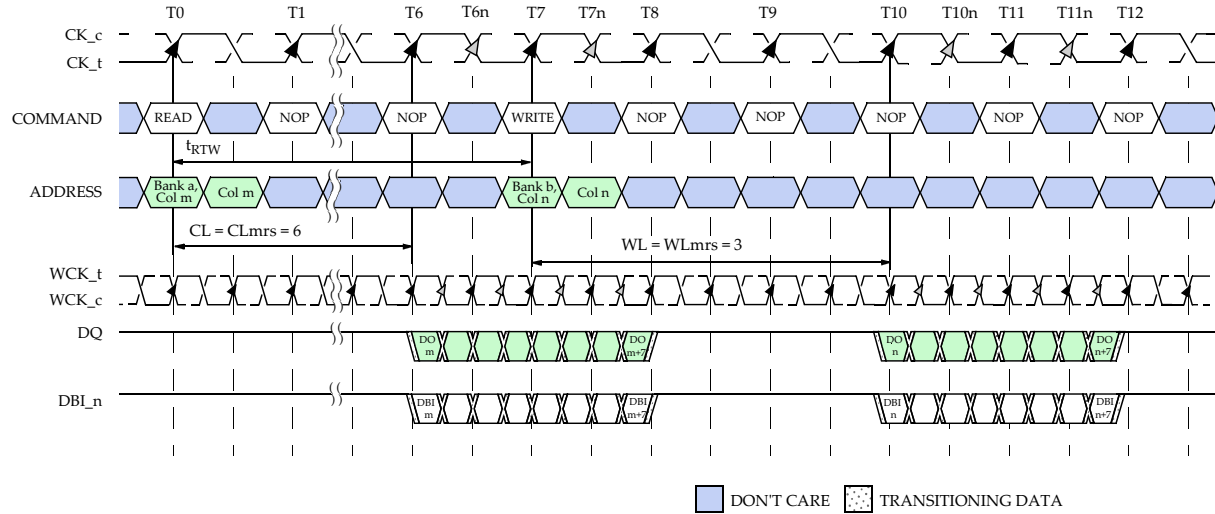 T0 T1 T6 T6n T7 T7n T8 T9 T10 T10n T11 T11n T12
CK_c
CK_t
COMMAND READ NOP NOP WRITE NOP NOP NOP NOP NOP
tRTW
ADDRESS Bank a, Col m Bank b, Col n
Col m Col n
CL = CLmrs = 6 WL = WLmrs = 3
WCK_t
WCK_c
DQ DO DO DO DO
m m+7 n n+7
DBI_n DBI DBI DBI DBI
m m+7 n n+7
DON'T CARE TRANSITIONING DATA